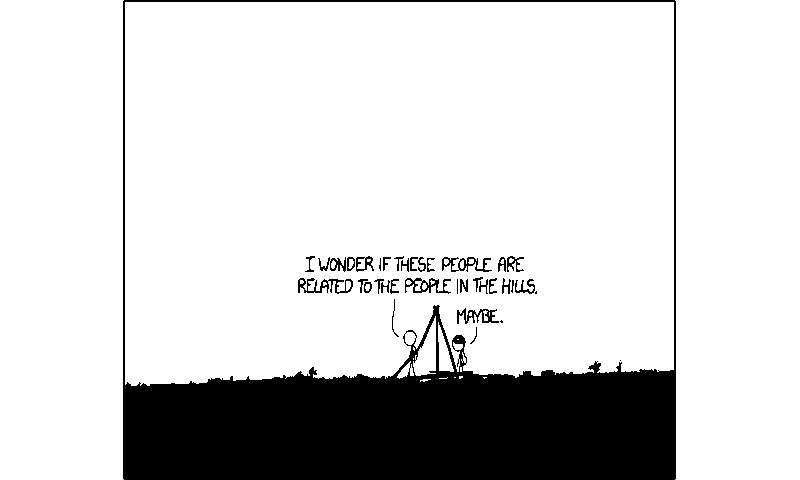 I WONDER IF THESE PEOPLE ARE
RELATED TO THE PEOPLE IN THE HILLS.
MAYBE.